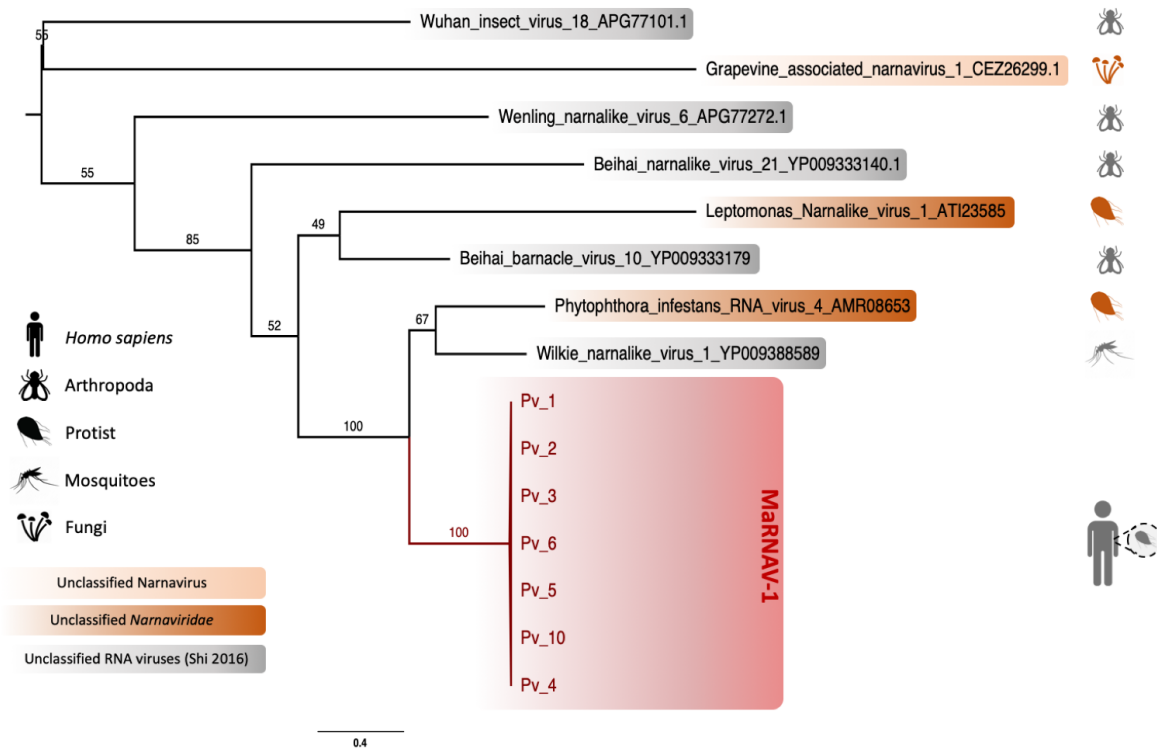 Wuhan_insect_virus_18_APG77101.1
55
Grapevine_associated_narnavirus_1_CEZ26299.1
Wenling_narnalike_virus_6_APG77272.1
55
Beihai_narnalike_virus_21_YP009333140.1
Leptomonas_Narnalike_virus_1_ATI23585
49
85
Beihai_barnacle_virus_10_YP009333179
Phytophthora_infestans_RNA_virus_4_AMR08653
67
52
Homo sapiens
Wilkie_narnalike_virus_1_YP009388589
Arthropoda
Pv_1
100
Protist
Pv_2
Mosquitoes
Pv_3
Fungi
100
Pv_6
MaRNAV-1
Unclassified Narnavirus
Pv_5
Unclassified Narnaviridae
Pv_10
Unclassified RNA viruses (Shi 2016)
Pv_4
0.4